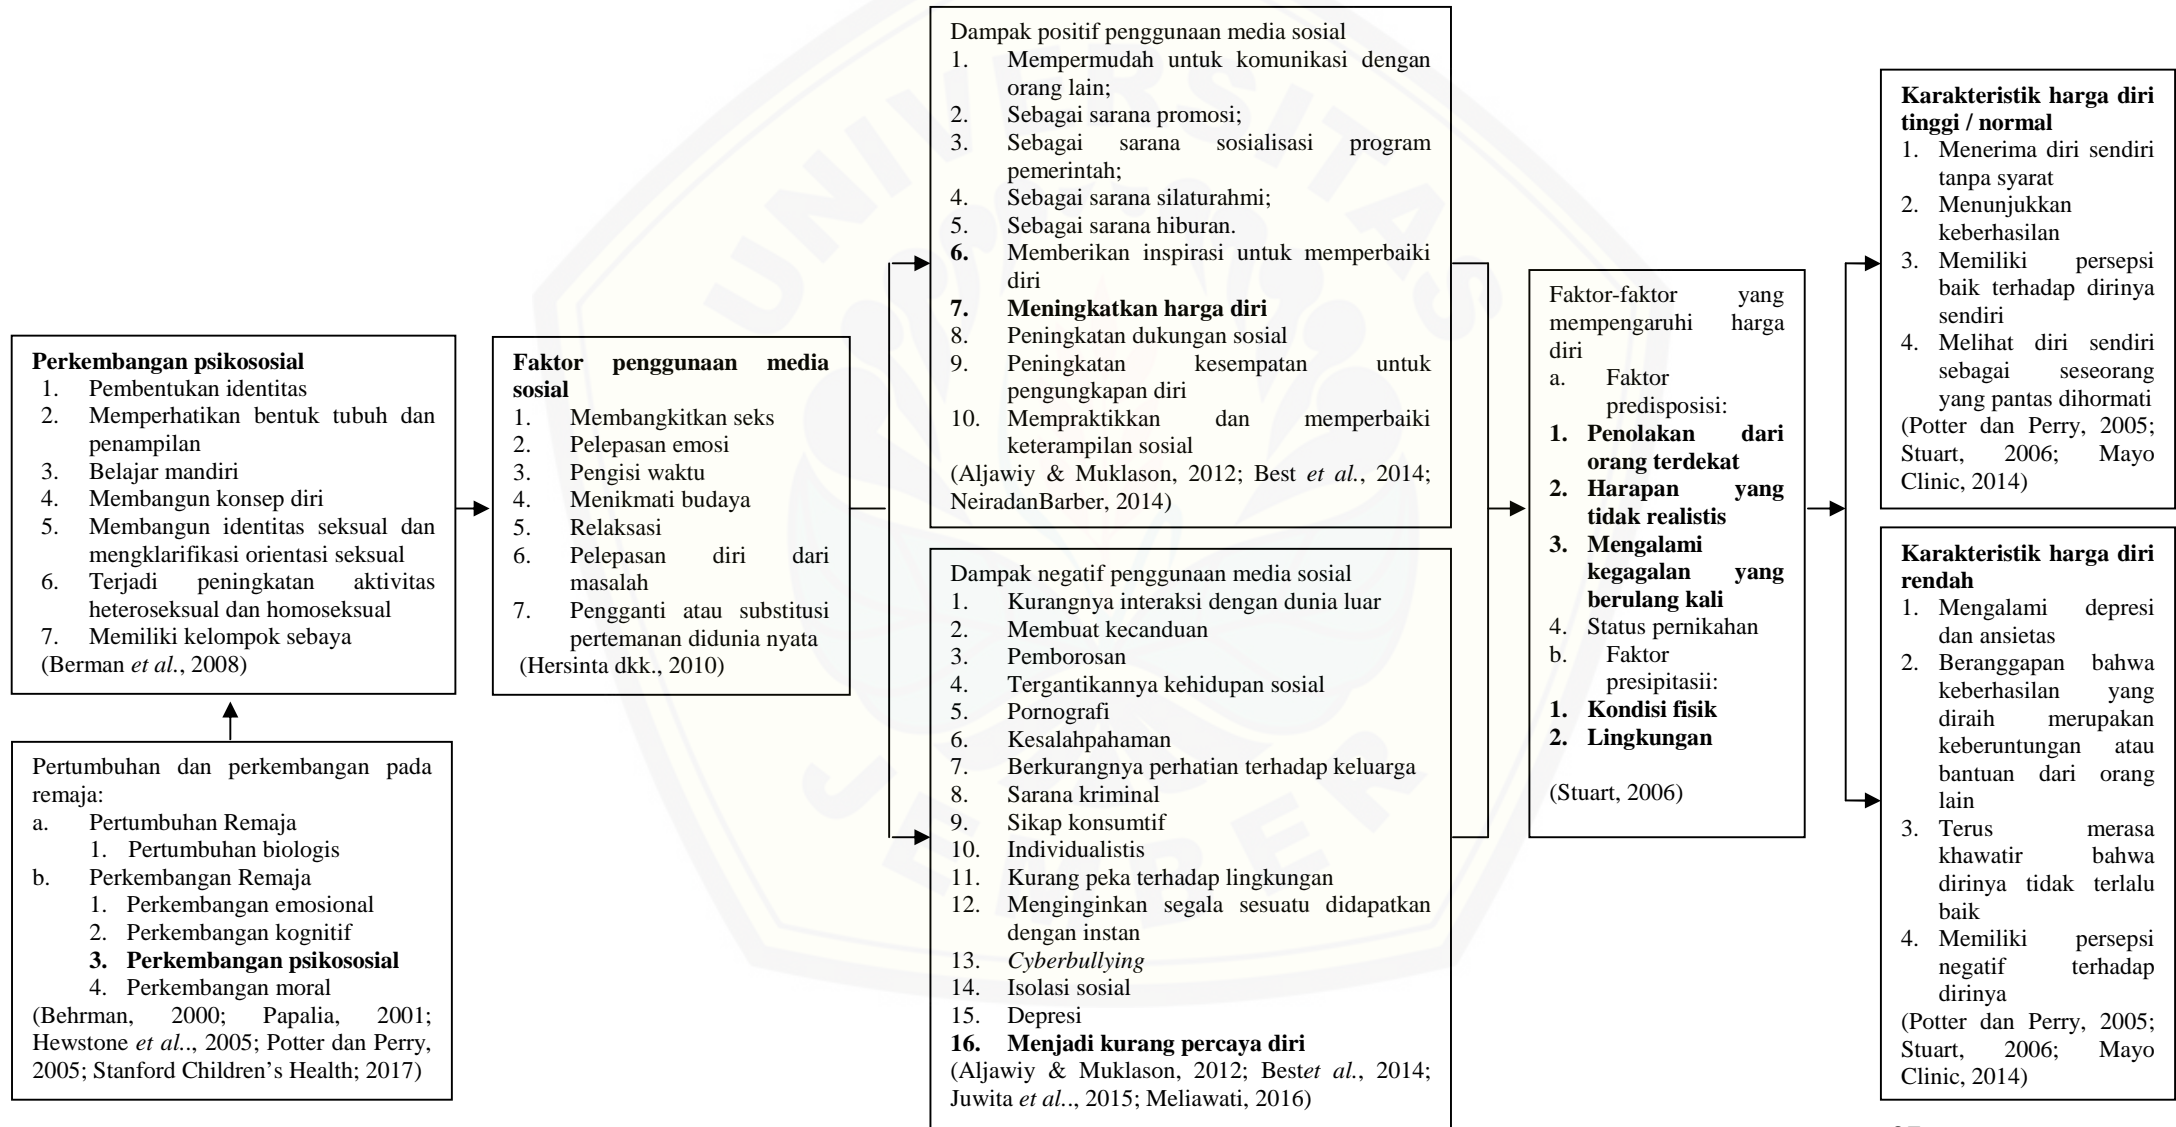 Perkembangan psikososial
1. Pembentukan identitas
2. Memperhatikan bentuk tubuh dan
penampilan
3. Belajar mandiri
4. Membangun konsep diri
5. Membangun identitas seksual dan
mengklarifikasi orientasi seksual
6. Terjadi peningkatan aktivitas
heteroseksual dan homoseksual
7. Memiliki kelompok sebaya
(Berman et al., 2008)
Pertumbuhan dan perkembangan pada
remaja:
a. Pertumbuhan Remaja
1. Pertumbuhan biologis
b. Perkembangan Remaja
1. Perkembangan emosional
2. Perkembangan kognitif
3. Perkembangan psikososial
4. Perkembangan moral
(Behrman, 2000; Papalia, 2001;
Hewstone et al.., 2005; Potter dan Perry,
2005; Stanford Children’s Health; 2017)
Faktor penggunaan media
sosial
1. Membangkitkan seks
2. Pelepasan emosi
3. Pengisi waktu
4. Menikmati budaya
5. Relaksasi
6. Pelepasan diri dari
masalah
7. Pengganti atau substitusi
pertemanan didunia nyata
(Hersinta dkk., 2010)
Dampak positif penggunaan media sosial
1. Mempermudah untuk komunikasi dengan
orang lain;
2. Sebagai sarana promosi;
3. Sebagai sarana sosialisasi program
pemerintah;
4. Sebagai sarana silaturahmi;
5. Sebagai sarana hiburan.
6. Memberikan inspirasi untuk memperbaiki
diri
7. Meningkatkan harga diri
8. Peningkatan dukungan sosial
9. Peningkatan kesempatan untuk
pengungkapan diri
10. Mempraktikkan dan memperbaiki
keterampilan sosial
(Aljawiy & Muklason, 2012; Best et al., 2014;
NeiradanBarber, 2014)
Dampak negatif penggunaan media sosial
1. Kurangnya interaksi dengan dunia luar
2. Membuat kecanduan
3. Pemborosan
4. Tergantikannya kehidupan sosial
5. Pornografi
6. Kesalahpahaman
7. Berkurangnya perhatian terhadap keluarga
8. Sarana kriminal
9. Sikap konsumtif
10. Individualistis
11. Kurang peka terhadap lingkungan
12. Menginginkan segala sesuatu didapatkan
dengan instan
13. Cyberbullying
14. Isolasi sosial
15. Depresi
16. Menjadi kurang percaya diri
(Aljawiy & Muklason, 2012; Bestet al., 2014;
Juwita et al.., 2015; Meliawati, 2016)
Faktor-faktor yang
mempengaruhi harga
diri
a. Faktor
predisposisi:
1. Penolakan dari
orang terdekat
2. Harapan yang
tidak realistis
3. Mengalami
kegagalan yang
berulang kali
4. Status pernikahan
b. Faktor
presipitasii:
1. Kondisi fisik
2. Lingkungan
(Stuart, 2006)
Karakteristik harga diri
tinggi / normal
1. Menerima diri sendiri
tanpa syarat
2. Menunjukkan
keberhasilan
3. Memiliki persepsi
baik terhadap dirinya
sendiri
4. Melihat diri sendiri
sebagai seseorang
yang pantas dihormati
(Potter dan Perry, 2005;
Stuart, 2006; Mayo
Clinic, 2014)
Karakteristik harga diri
rendah
1. Mengalami depresi
dan ansietas
2. Beranggapan bahwa
keberhasilan yang
diraih merupakan
keberuntungan atau
bantuan dari orang
lain
3. Terus merasa
khawatir bahwa
dirinya tidak terlalu
baik
4. Memiliki persepsi
negatif terhadap
dirinya
(Potter dan Perry, 2005;
Stuart, 2006; Mayo
Clinic, 2014)
UNIVERSITAS
JEMBER